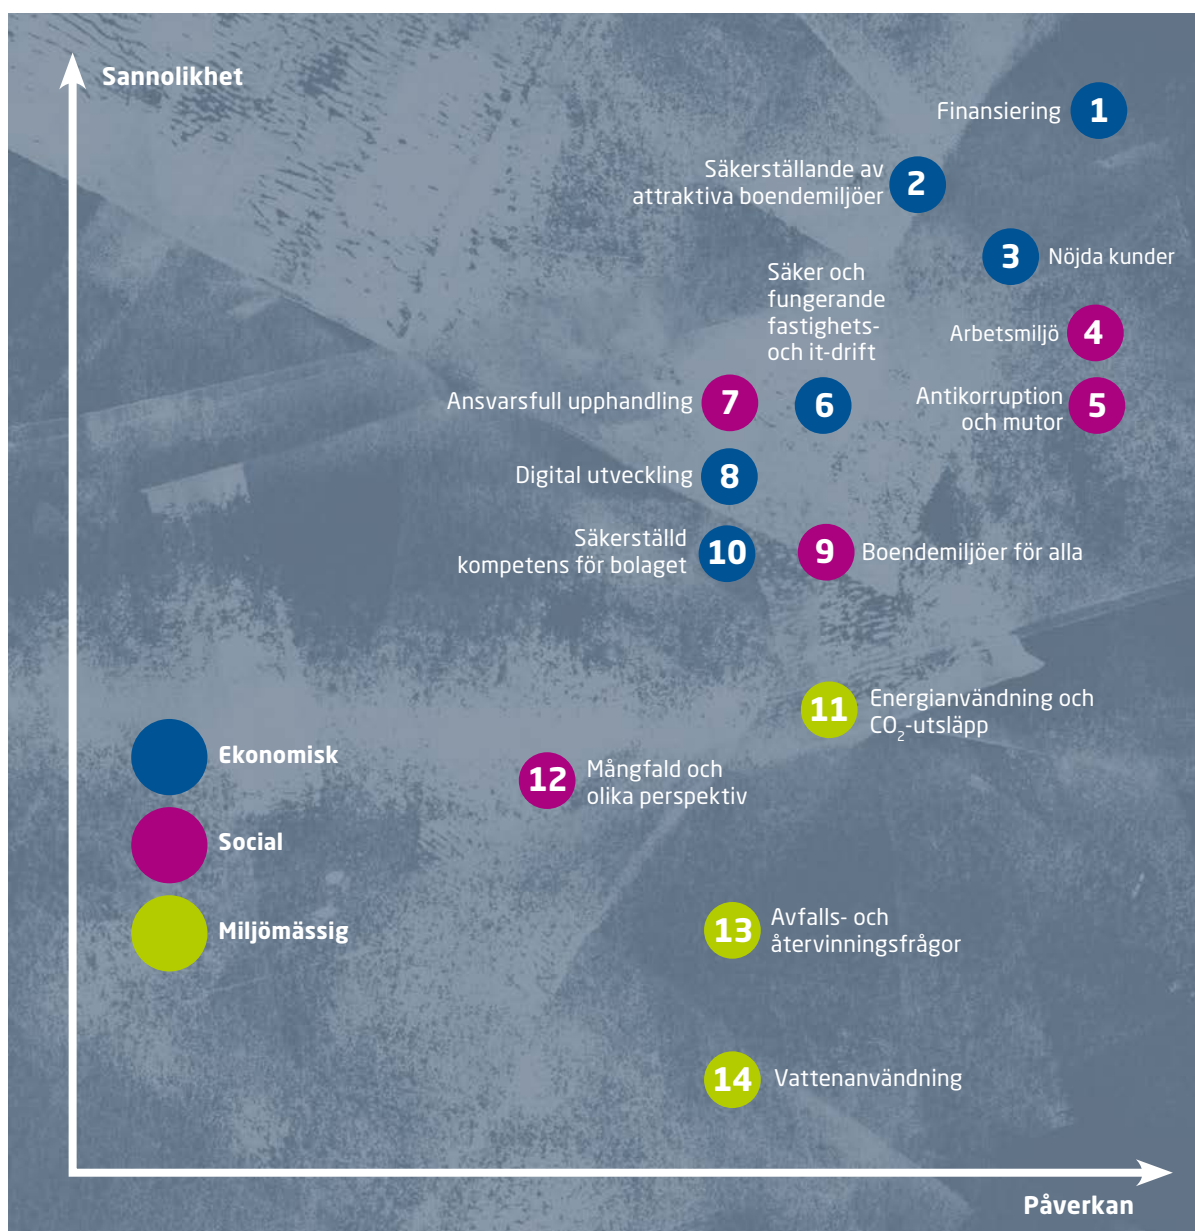 Sannolikhet
Finansiering
1
Säkerställande av
attraktiva boendemiljöer
2
3
Nöjda kunder
Säker och
fungerande
fastighets-
och it-drift
6
Arbetsmiljö
4
Antikorruption
och mutor
5
Ansvarsfull upphandling
7
Digital utveckling
8
Säkerställd
kompetens för bolaget
10
9
Boendemiljöer för alla
11
Energianvändning och
CO₂-utsläpp
12
Mångfald och
olika perspektiv
Ekonomisk
Social
Miljömässig
13
Avfalls- och
återvinningsfrågor
14
Vattenanvändning
Påverkan